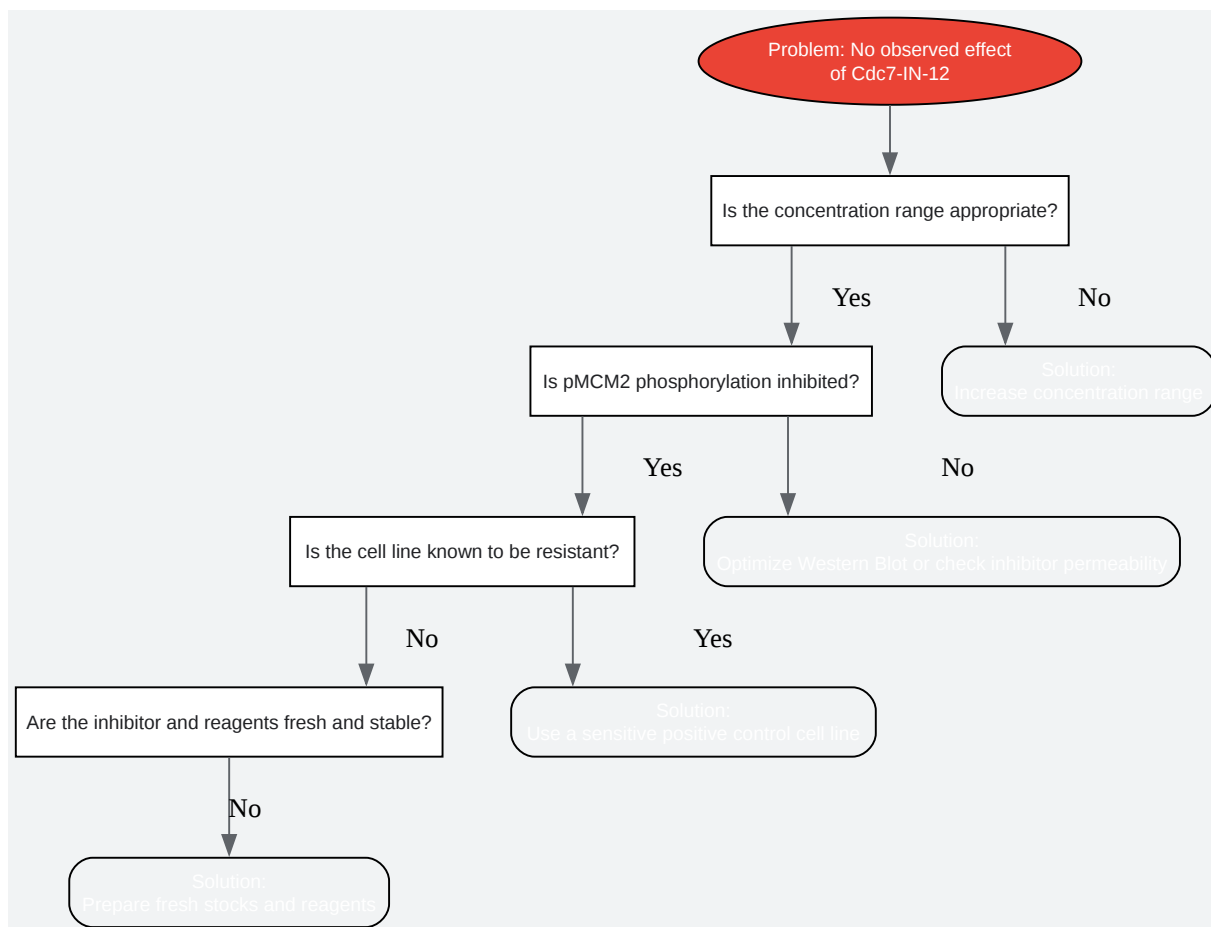 Problem: No observed effect
of Cdc7-IN-12
Is the concentration range appropriate?
Yes
No
Is pMCM2 phosphorylation inhibited?
Solution:
Increase concentration range
Yes
No
Is the cell line known to be resistant?
Solution:
Optimize Western Blot or check inhibitor permeability
No
Yes
Are the inhibitor and reagents fresh and stable?
Solution:
Use a sensitive positive control cell line
No
Solution:
Prepare fresh stocks and reagents